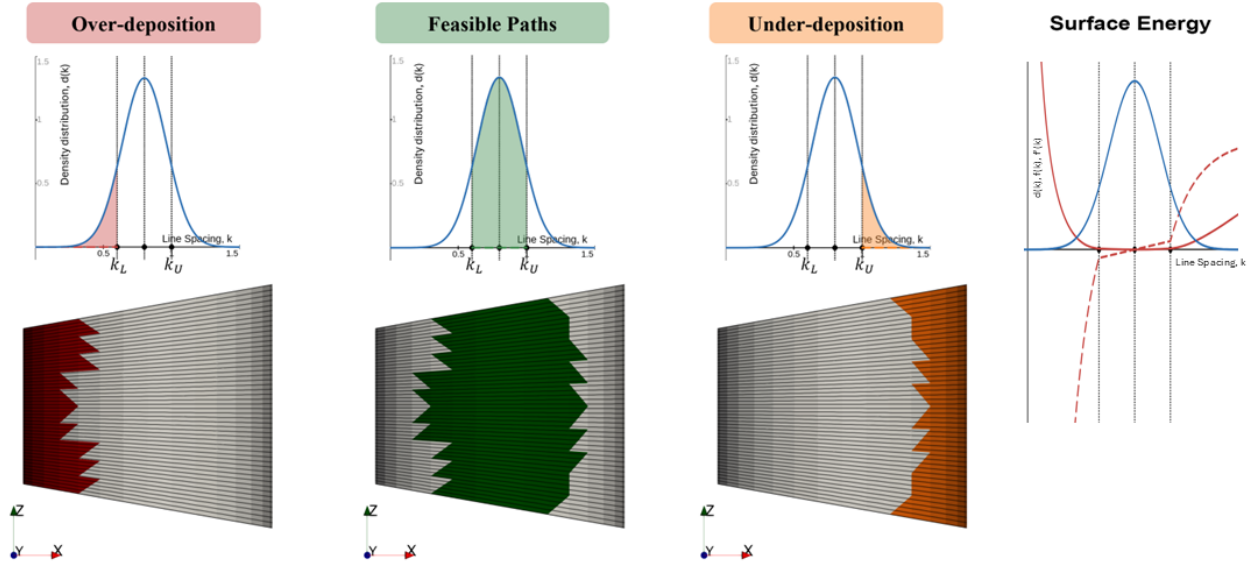 Over-deposition
1.5
1
0.5
Density distribution, d(k)
Line Spacing, k
0.5
1.5
k_L
k_U
Z
Y
X
Feasible Paths
1.5
1
0.5
Density distribution, d(k)
Line Spacing, k
0.5
1.5
k_L
k_U
Z
Y
X
Under-deposition
1.5
1
0.5
Density distribution, d(k)
Line Spacing, k
0.5
1.5
k_L
k_U
Z
Y
X
Surface Energy
d(k), f(k), f'(k)
Line Spacing, k